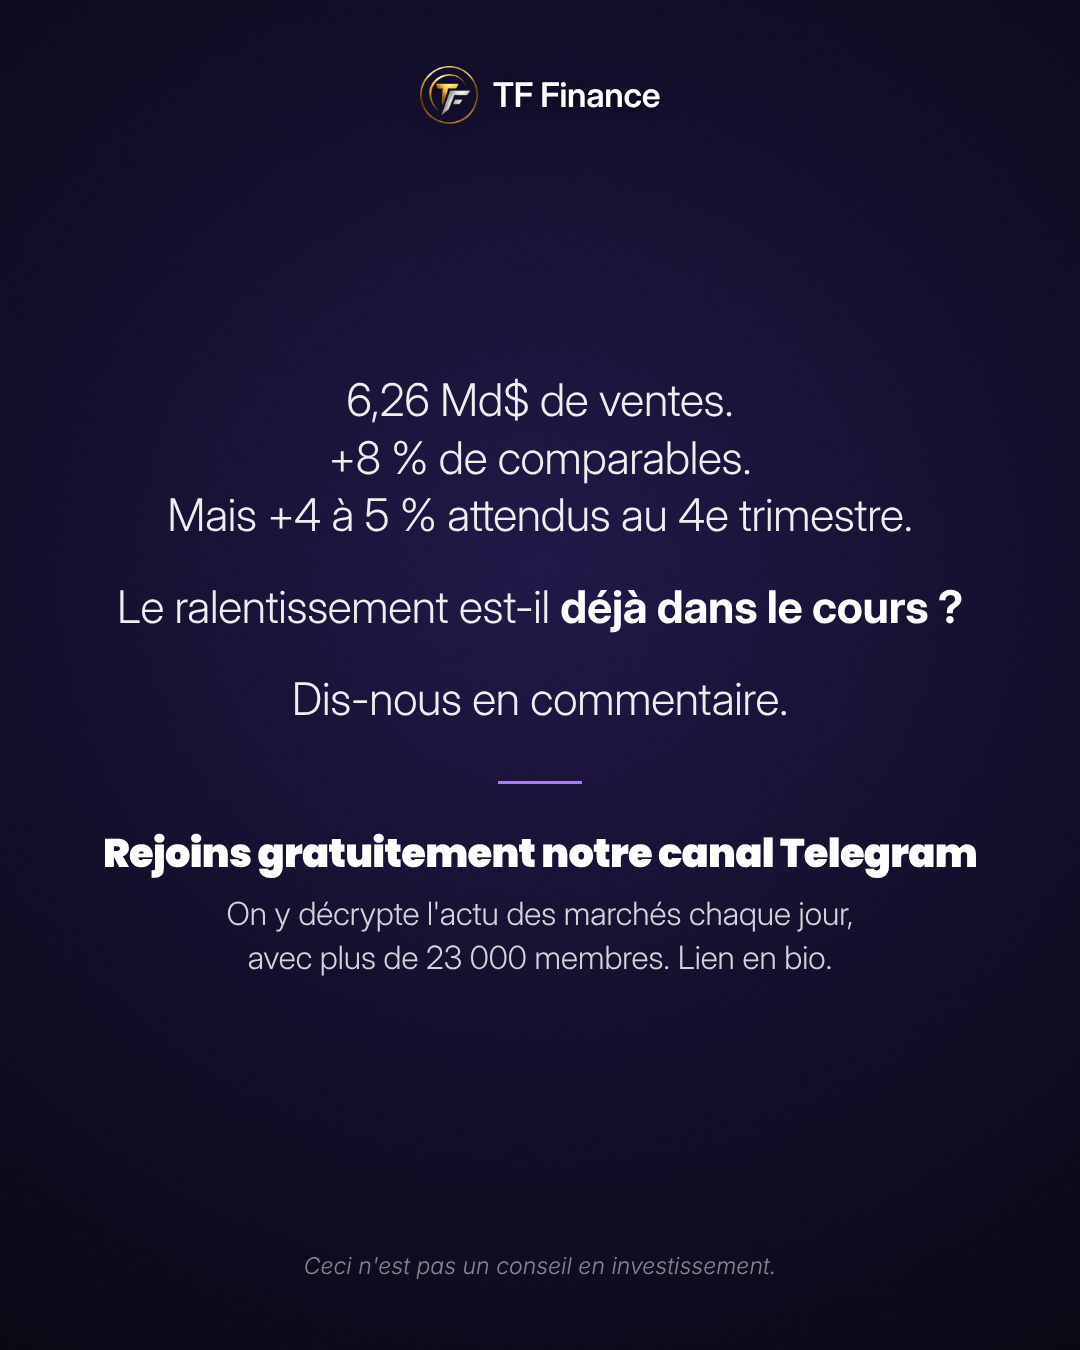 TF
TF Finance
6,26 Md$ de ventes.
+8 % de comparables.
Mais +4 à 5 % attendus au 4e trimestre.
Le ralentissement est-il déjà dans le cours ?
Dis-nous en commentaire.
Rejoins gratuitement notre canal Telegram
On y décrypte l'actu des marchés chaque jour,
avec plus de 23 000 membres. Lien en bio.
Ceci n'est pas un conseil en investissement.